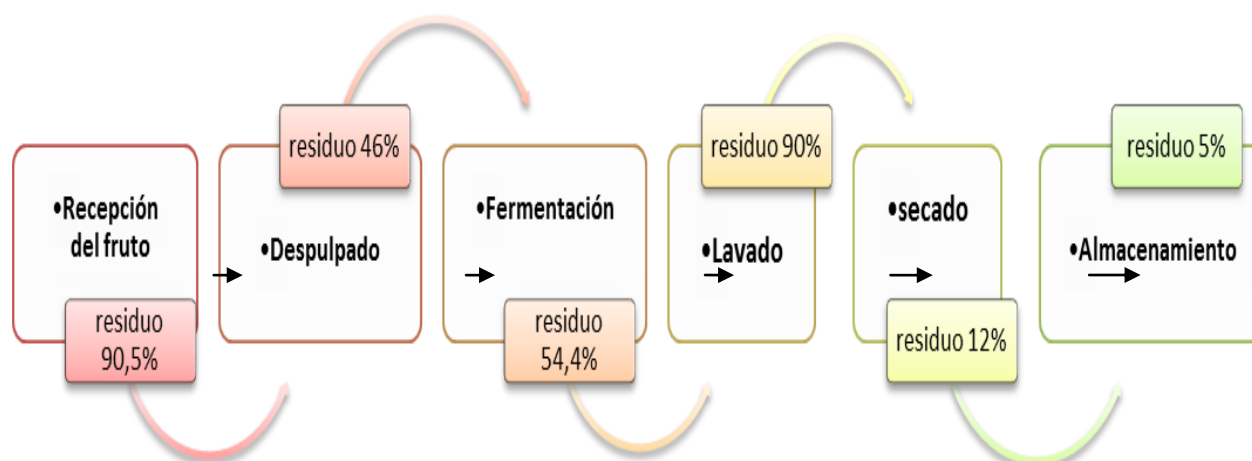 •Recepción
del fruto
residuo
90,5%
residuo 46%
•Despulpado
•Fermentación
residuo
54,4%
residuo 90%
•Lavado
•secado
residuo 12%
residuo 5%
•Almacenamiento